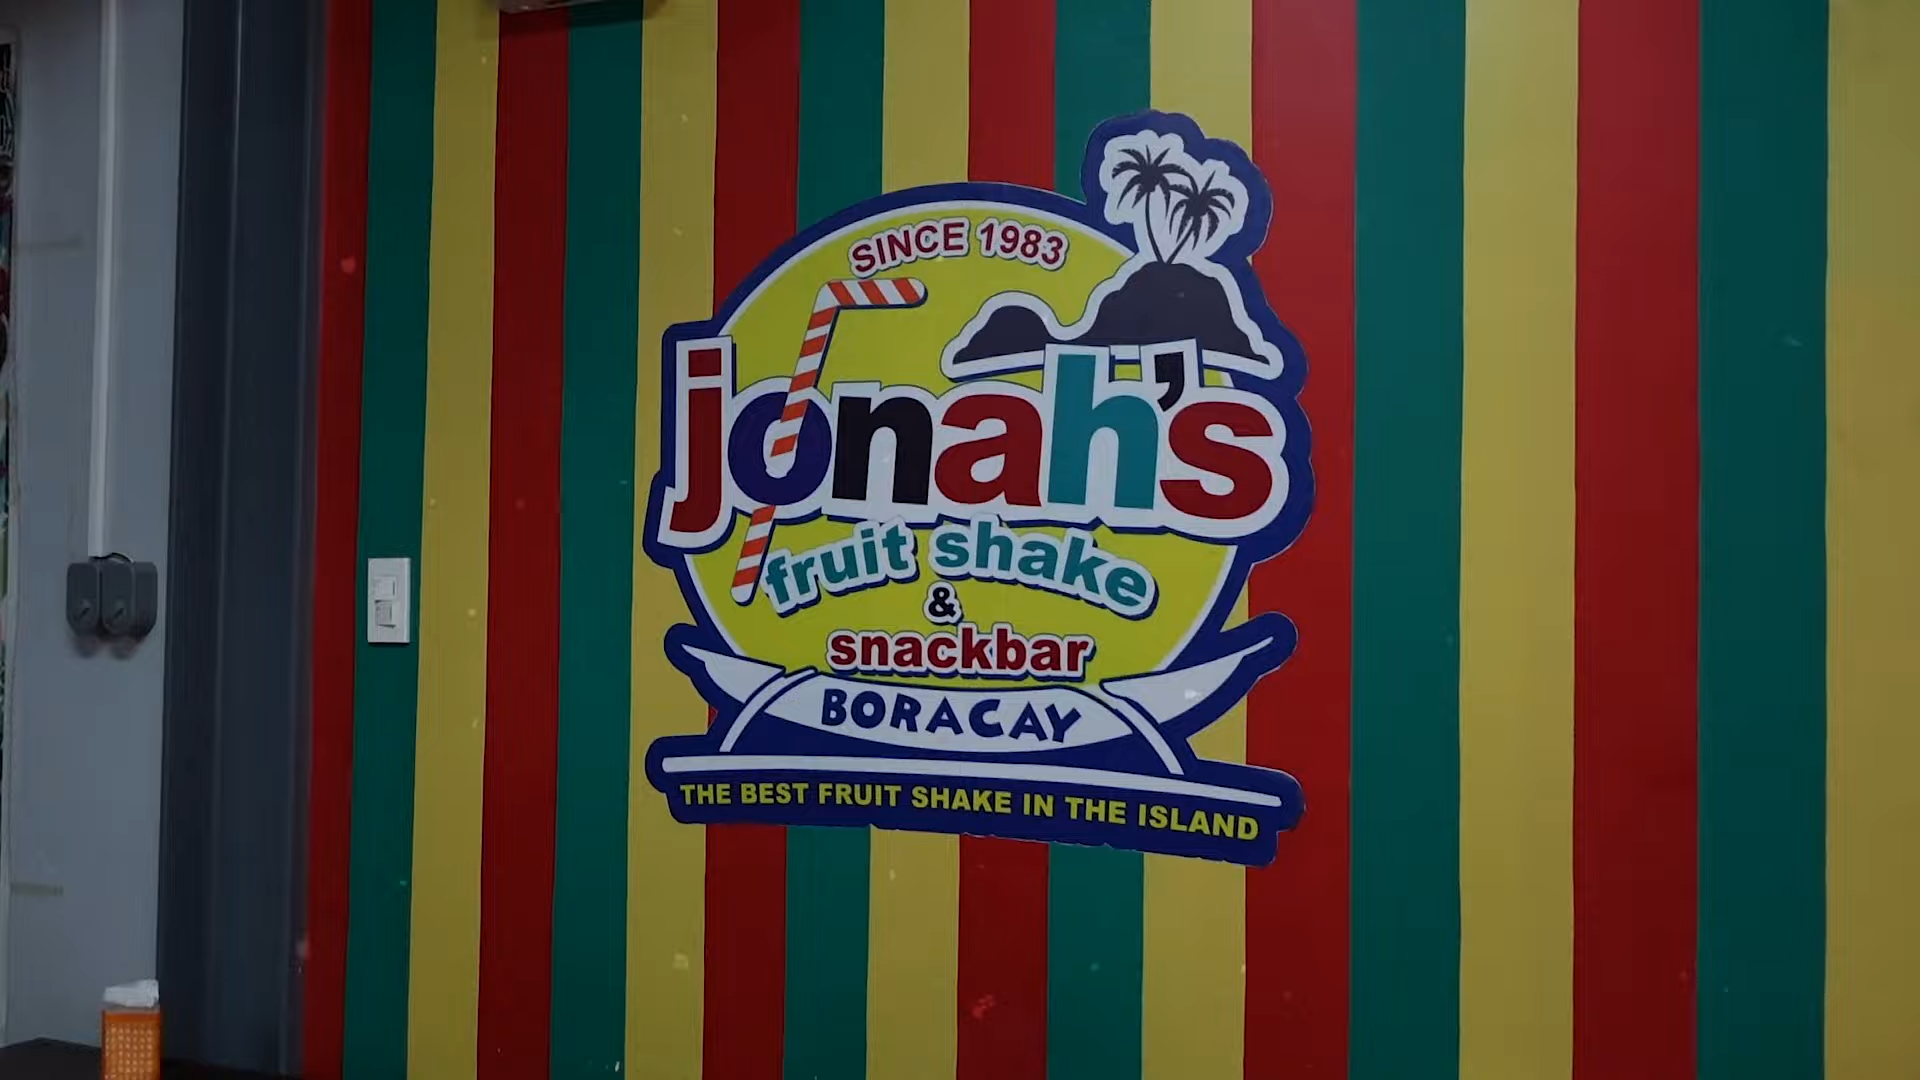 SINCE 1983
jonah's
fruit shake
&
snackbar
BORACAY
THE BEST FRUIT SHAKE IN THE ISLAND